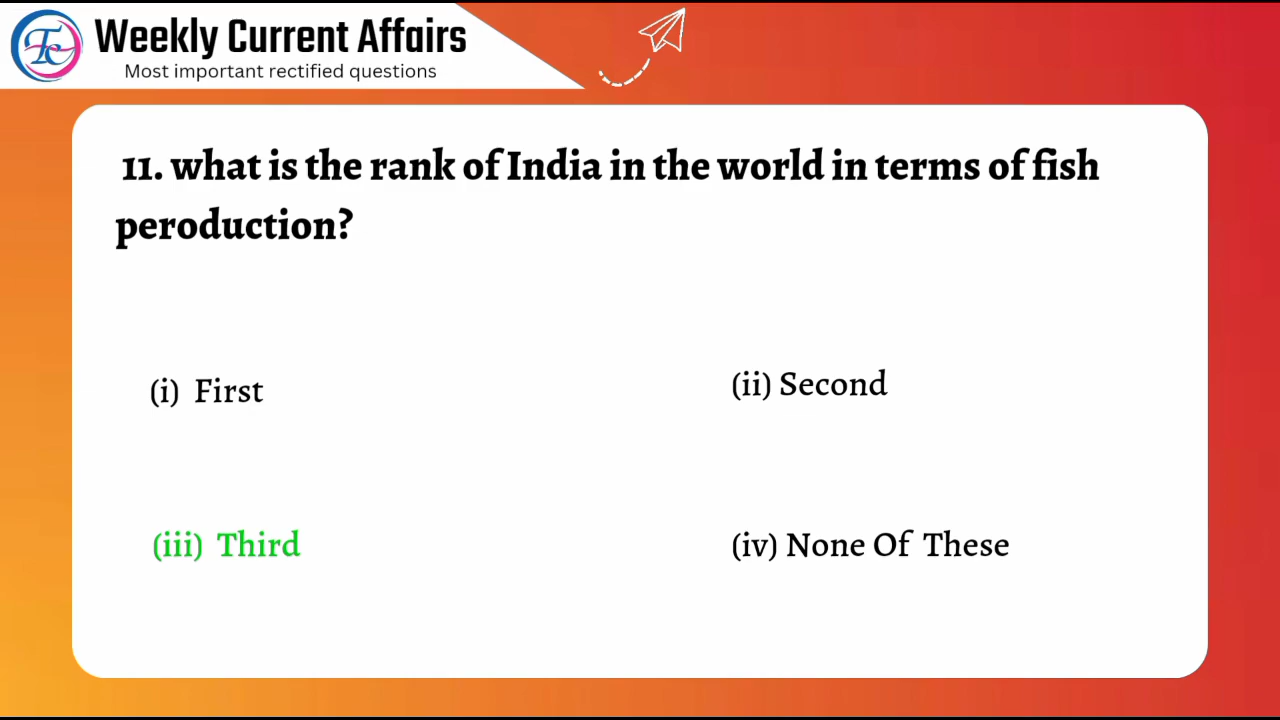 Weekly Current Affairs
Most important rectified questions
11. what is the rank of India in the world in terms of fish
peroduction?
(i) First
(ii) Second
(iii) Third
(iv) None Of These